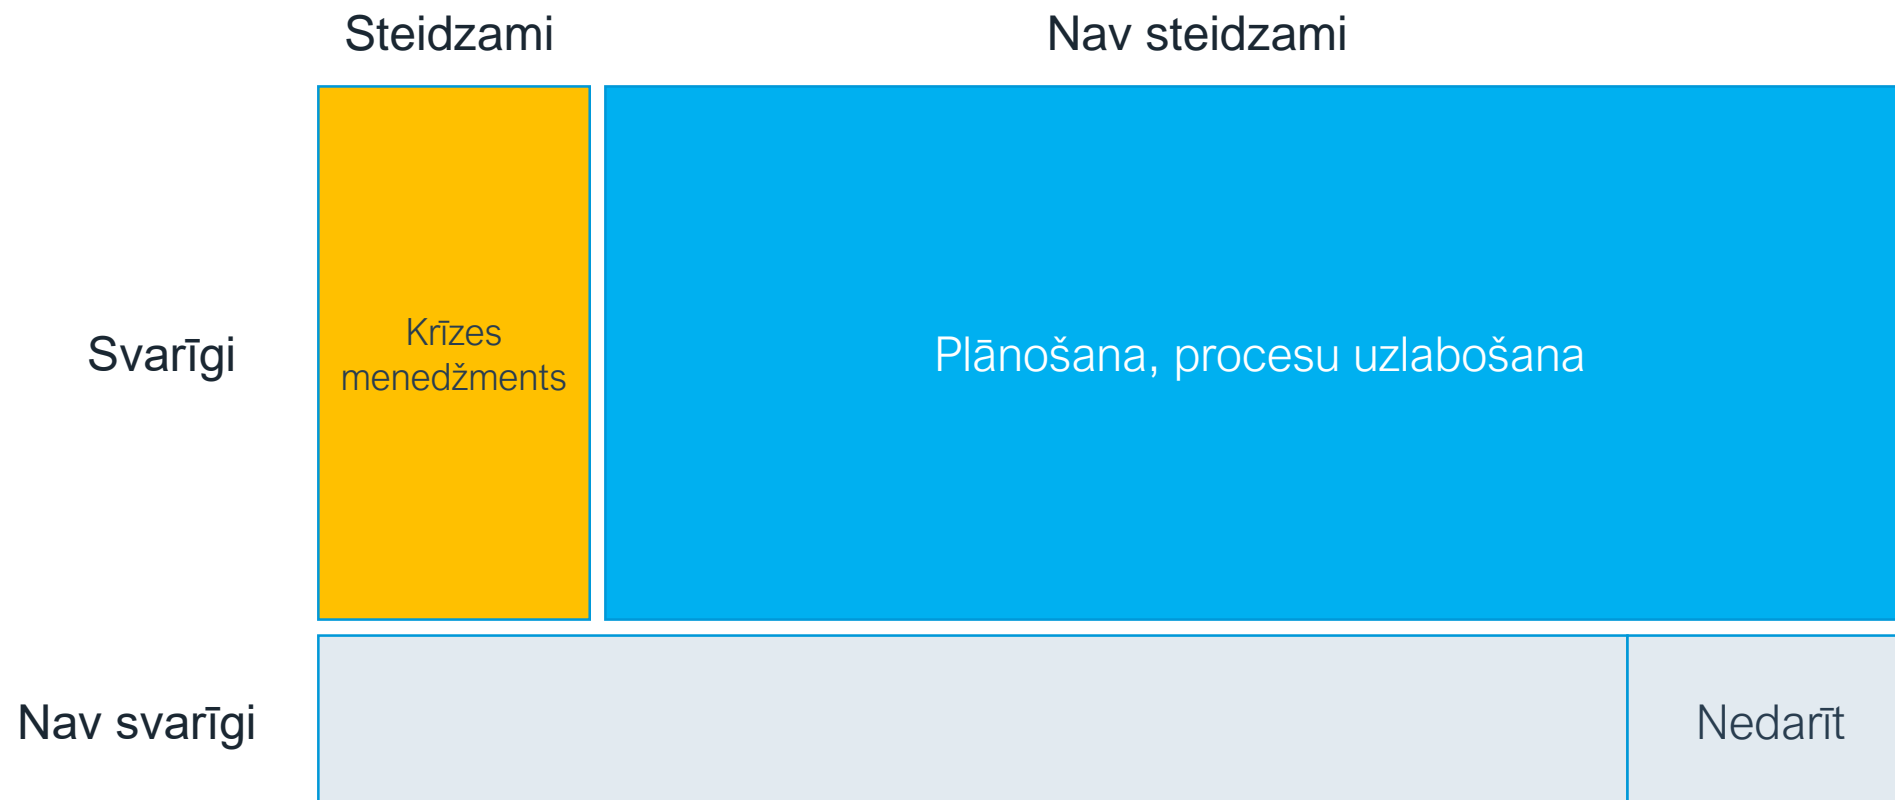 Steidzami
Nav steidzami
Svarīgi
Krīzes
menedžments
Plānošana, procesu uzlabošana
Nav svarīgi
Nedarīt